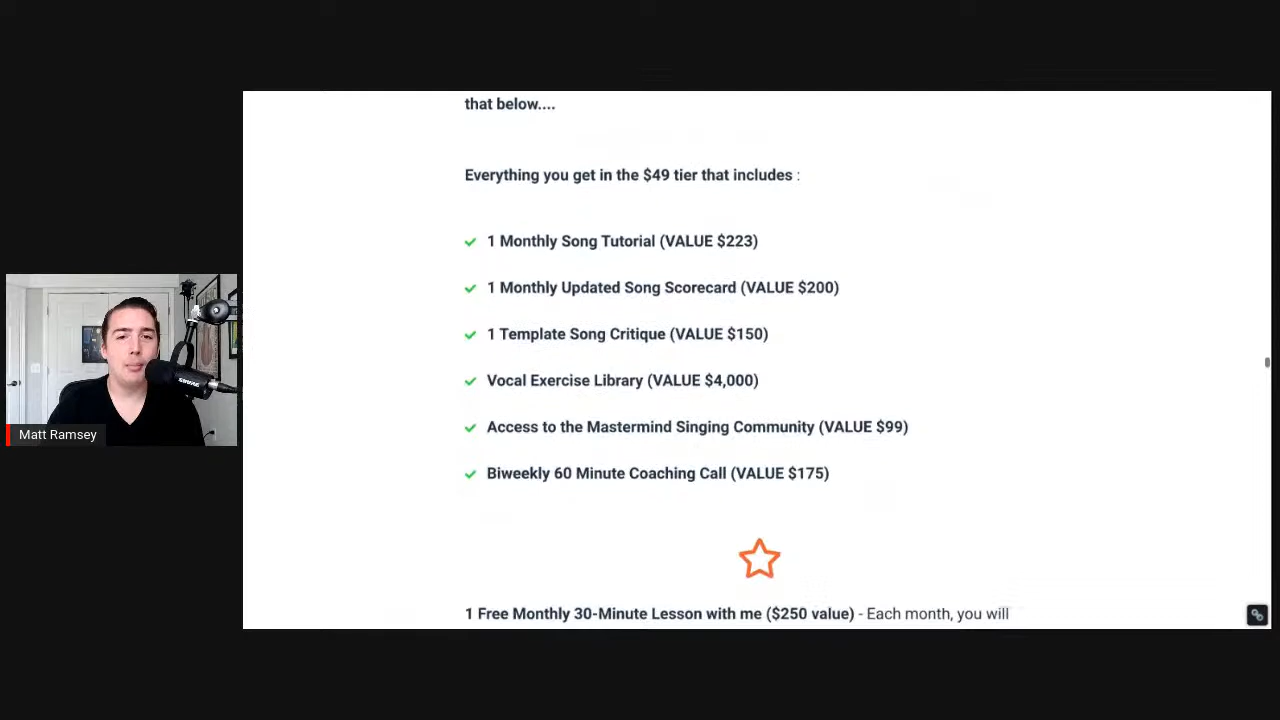 that below....
Everything you get in the $49 tier that includes :
1 Monthly Song Tutorial (VALUE $223)
1 Monthly Updated Song Scorecard (VALUE $200)
1 Template Song Critique (VALUE $150)
Vocal Exercise Library (VALUE $4,000)
Access to the Mastermind Singing Community (VALUE $99)
Biweekly 60 Minute Coaching Call (VALUE $175)
1 Free Monthly 30-Minute Lesson with me ($250 value) - Each month, you will
SHURE
Matt Ramsey